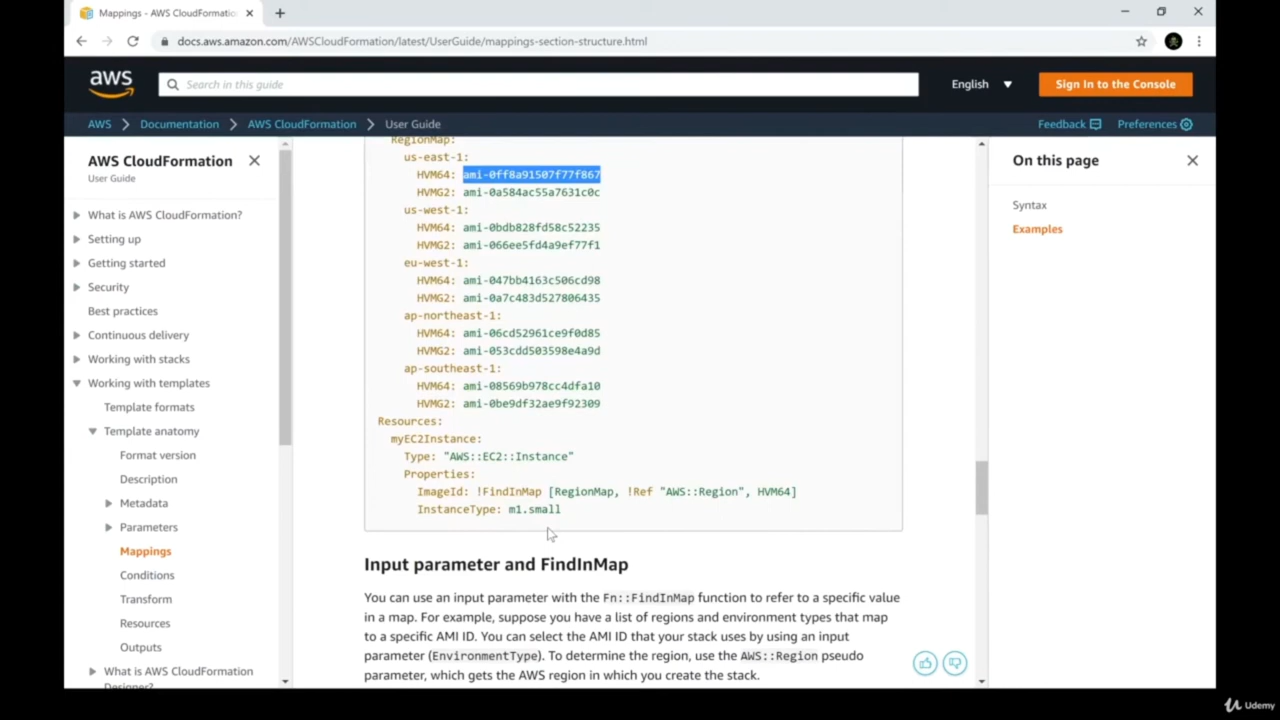 Mappings - AWS CloudFormatio
docs.aws.amazon.com/AWSCloudFormation/latest/UserGuide/mappings-section-structure.html
aws
Search in this guide
English
Sign In to the Console
AWS
Documentation
AWS CloudFormation
User Guide
Feedback
Preferences
AWS CloudFormation
User Guide
What is AWS CloudFormation?
Setting up
Getting started
Security
Best practices
Continuous delivery
Working with stacks
Working with templates
Template formats
Template anatomy
Format version
Description
Metadata
Parameters
Mappings
Conditions
Transform
Resources
Outputs
What is AWS CloudFormation
Designer?
RegionMap:
us-east-1:
HVM64: ami-0ff8a91507f77f867
HVMG2: ami-0a584ac55a7631c0c
us-west-1:
HVM64: ami-0bdb828fd58c52235
HVMG2: ami-066ee5fd4a9ef77f1
eu-west-1:
HVM64: ami-047bb4163c506cd98
HVMG2: ami-0a7c483d527806435
ap-northeast-1:
HVM64: ami-06cd52961ce9f0d85
HVMG2: ami-053cdd503598e4a9d
ap-southeast-1:
HVM64: ami-08569b978cc4dfa10
HVMG2: ami-0be9df32ae9f92309
Resources:
myEC2Instance:
Type: "AWS::EC2::Instance"
Properties:
ImageId: !FindInMap [RegionMap, !Ref "AWS::Region", HVM64]
InstanceType: m1.small
Input parameter and FindInMap
You can use an input parameter with the Fn::FindInMap function to refer to a specific value
in a map. For example, suppose you have a list of regions and environment types that map
to a specific AMI ID. You can select the AMI ID that your stack uses by using an input
parameter (EnvironmentType). To determine the region, use the AWS::Region pseudo
parameter, which gets the AWS region in which you create the stack.
On this page
Syntax
Examples
Udemy